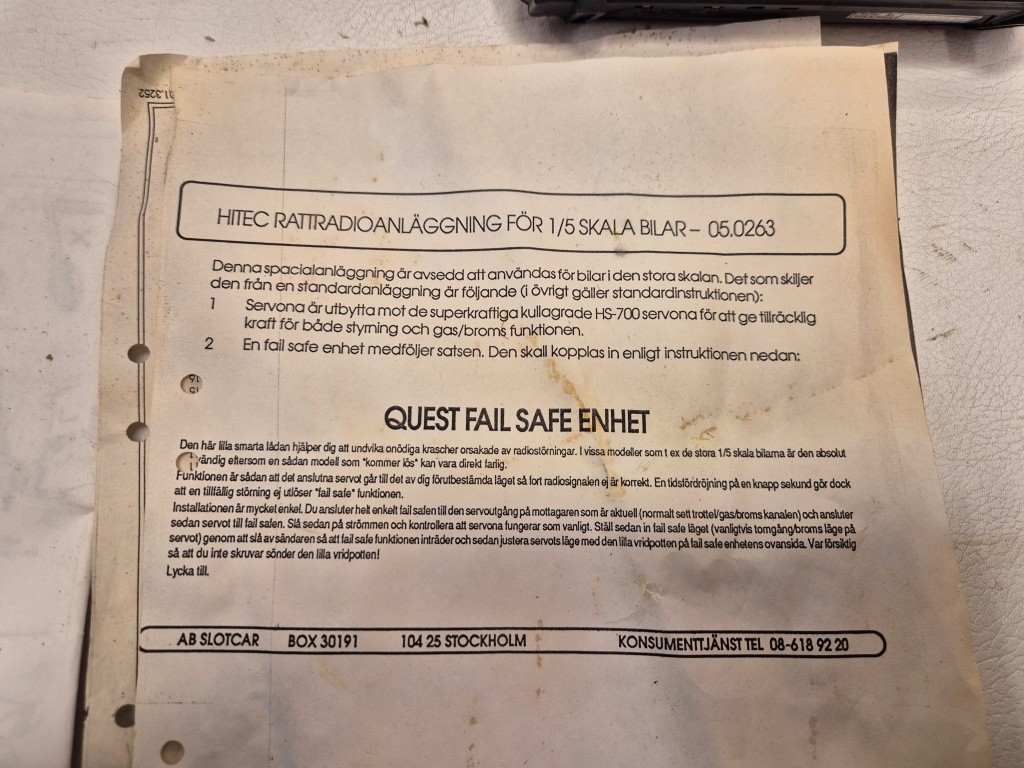 01.3252
HITEC RATTRADIOANLÄGGNING FÖR 1/5 SKALA BILAR – 05.0263
Denna spacialanläggning är avsedd att användas för bilar i den stora skalan. Det som skiljer
den från en standardanläggning är följande (i övrigt gäller standardinstruktionen):
1 Servona är utbytta mot de superkraftiga kullagrade HS-700 servona för att ge tillräcklig
kraft för både styrning och gas/broms funktionen.
2 En fail safe enhet medföljer satsen. Den skall kopplas in enligt instruktionen nedan:
QUEST FAIL SAFE ENHET
Den här lilla smarta lådan hjälper dig att undvika onödiga krascher orsakade av radiostörningar. I vissa modeller som t ex de stora 1/5 skala bilarna är den absolut
vändig eftersom en sådan modell som "kommer lös" kan vara direkt farlig.
Funktionen är sådan att det anslutna servot går till det av dig förutbestämda läget så fort radiosignalen ej är korrekt. En tidsfördröjning på en knapp sekund gör dock
att en tillfällig störning ej utlöser "fail safe" funktionen.
Installationen är mycket enkel. Du ansluter helt enkelt fail safen till den servoutgång på mottagaren som är aktuell (normalt sett trottel/gas/broms kanalen) och ansluter
sedan servot till fail safen. Slå sedan på strömmen och kontrollera att servona fungerar som vanligt. Ställ sedan in fail safe läget (vanligtvis tomgång/broms läge på
servot) genom att slå av sändaren så att fail safe funktionen inträder och sedan justera servots läge med den lilla vridpotten på fail safe enhetens ovansida. Var försiktig
så att du inte skruvar sönder den lilla vridpotten!
Lycka till.
AB SLOTCAR BOX 30191 104 25 STOCKHOLM KONSUMENTTJÄNST TEL 08-618 92 20